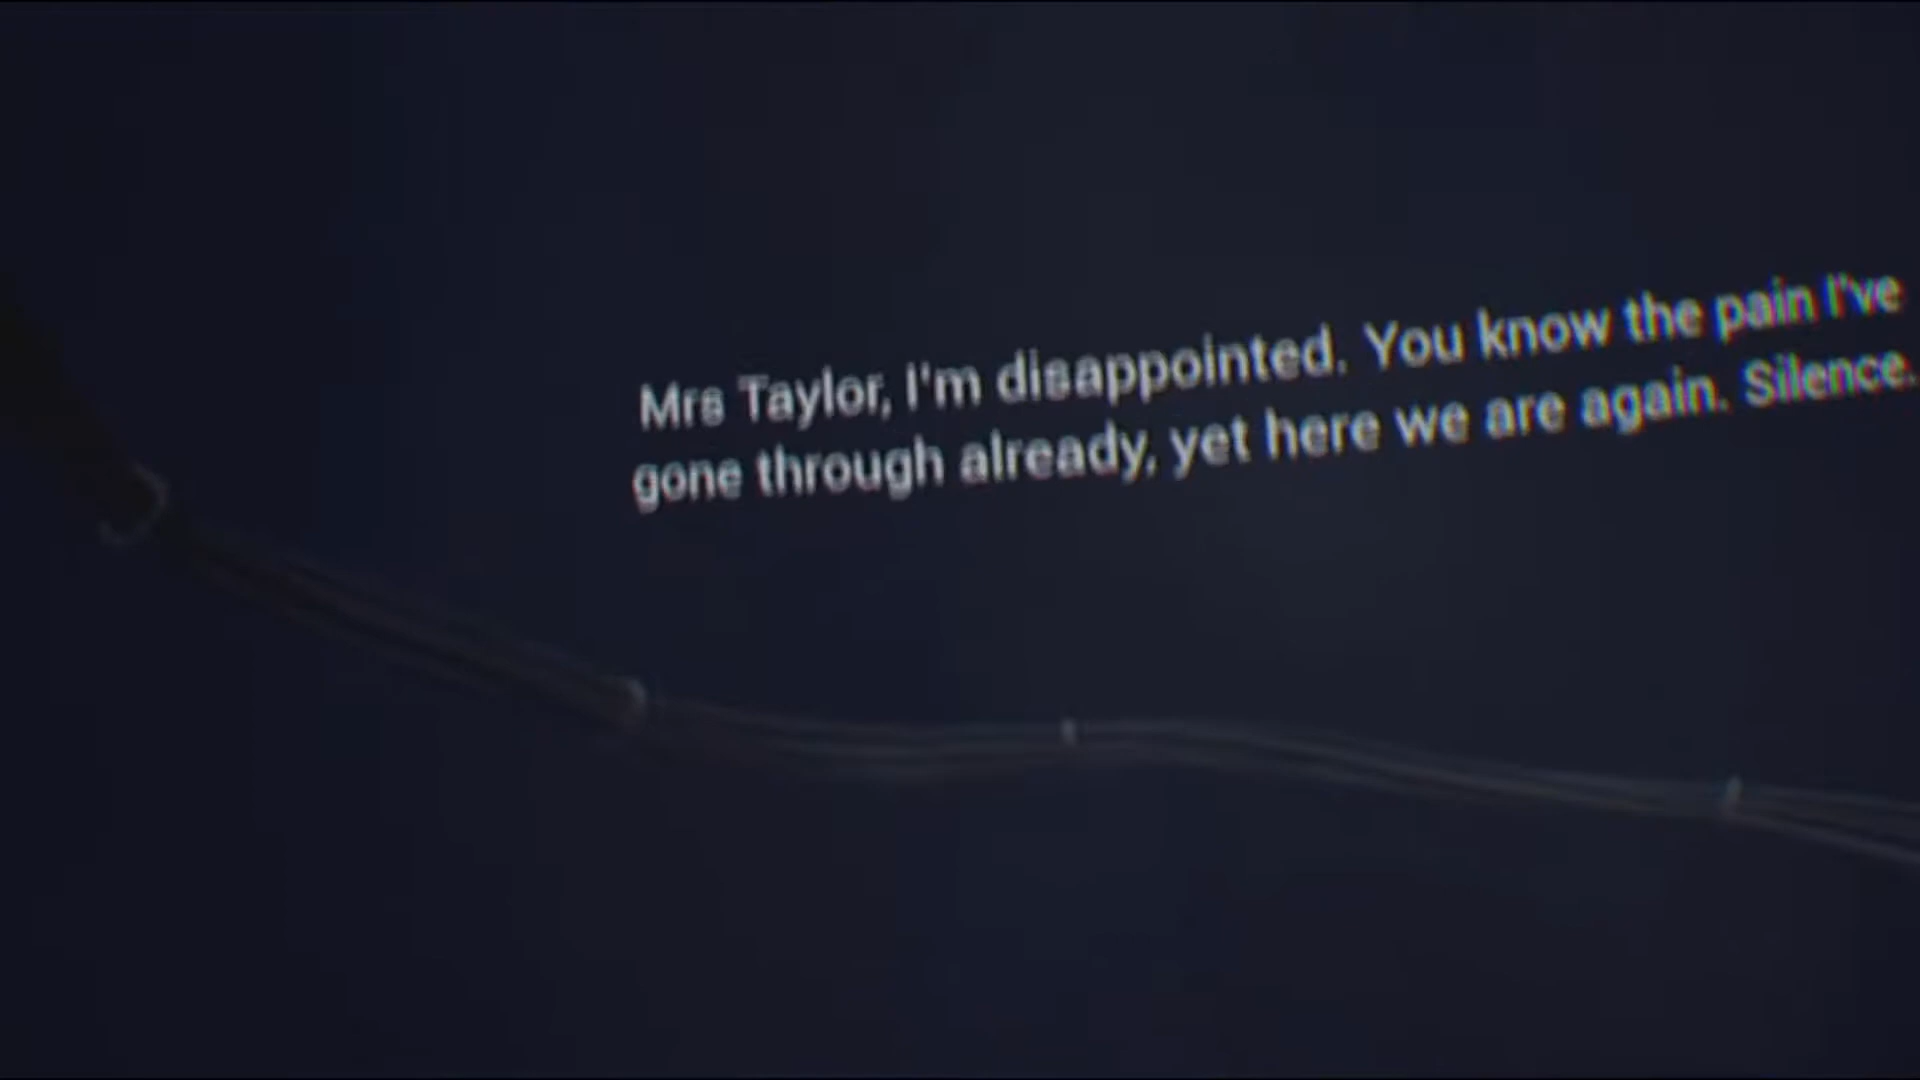 Mrs Taylor, I'm disappointed. You know the pain I've
gone through already, yet here we are again. Silence.